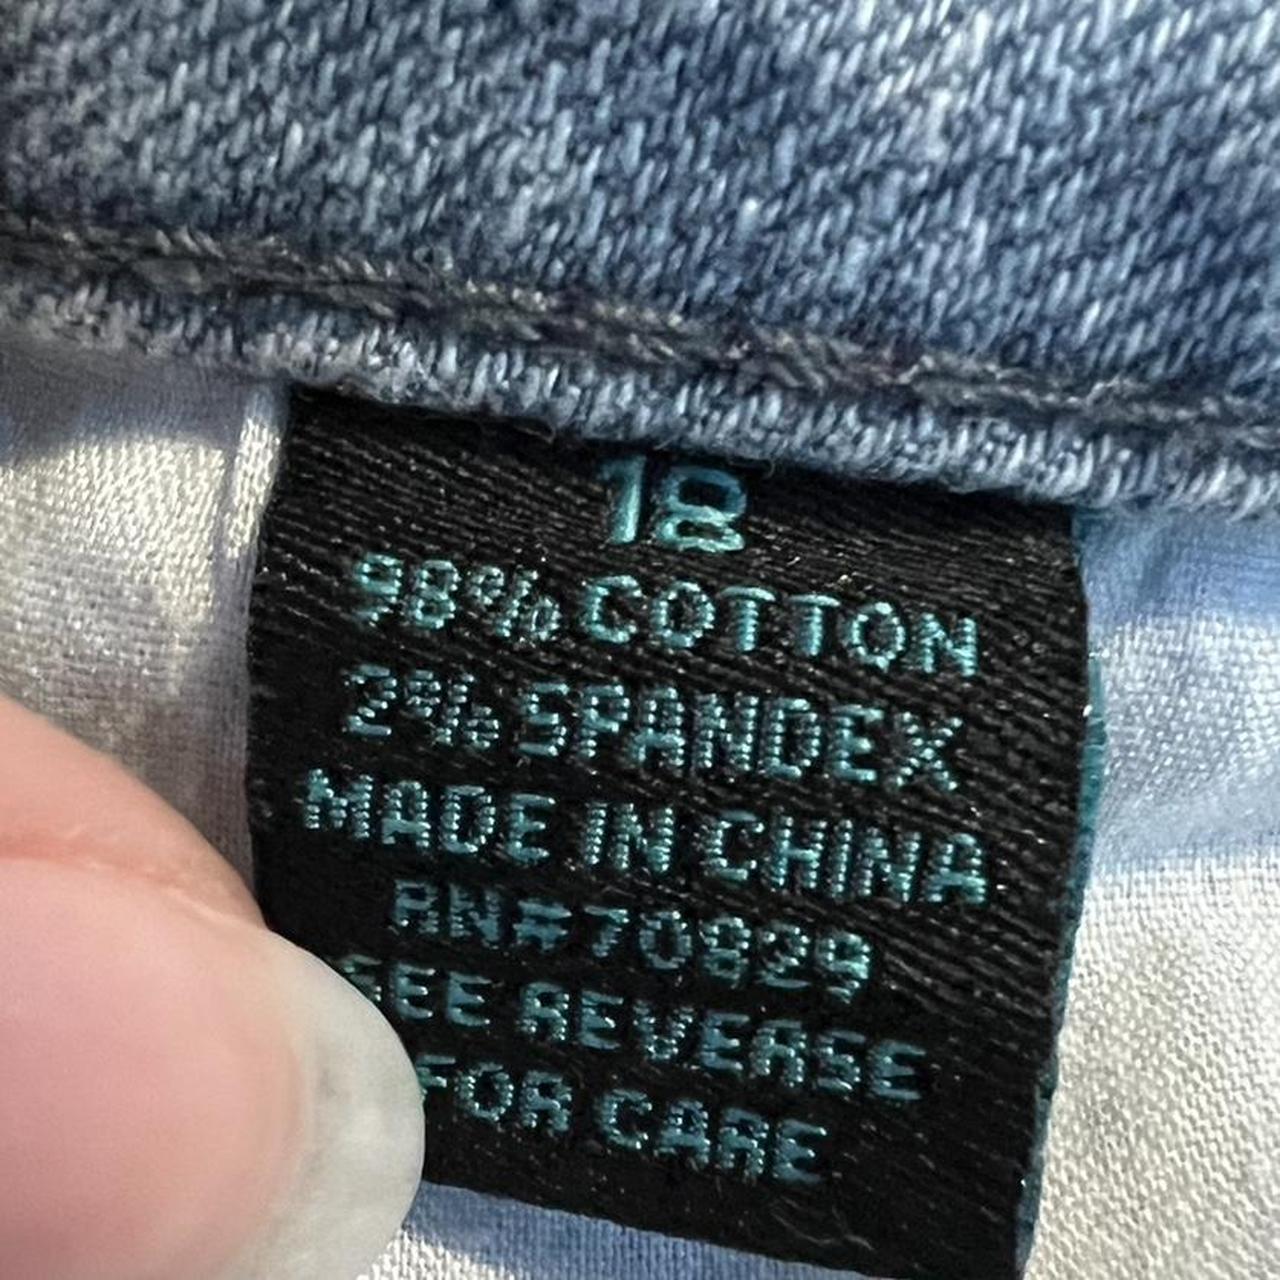 18
98% COTTON
2% SPANDEX
MADE IN CHINA
RN#70829
SEE REVERSE
FOR CARE